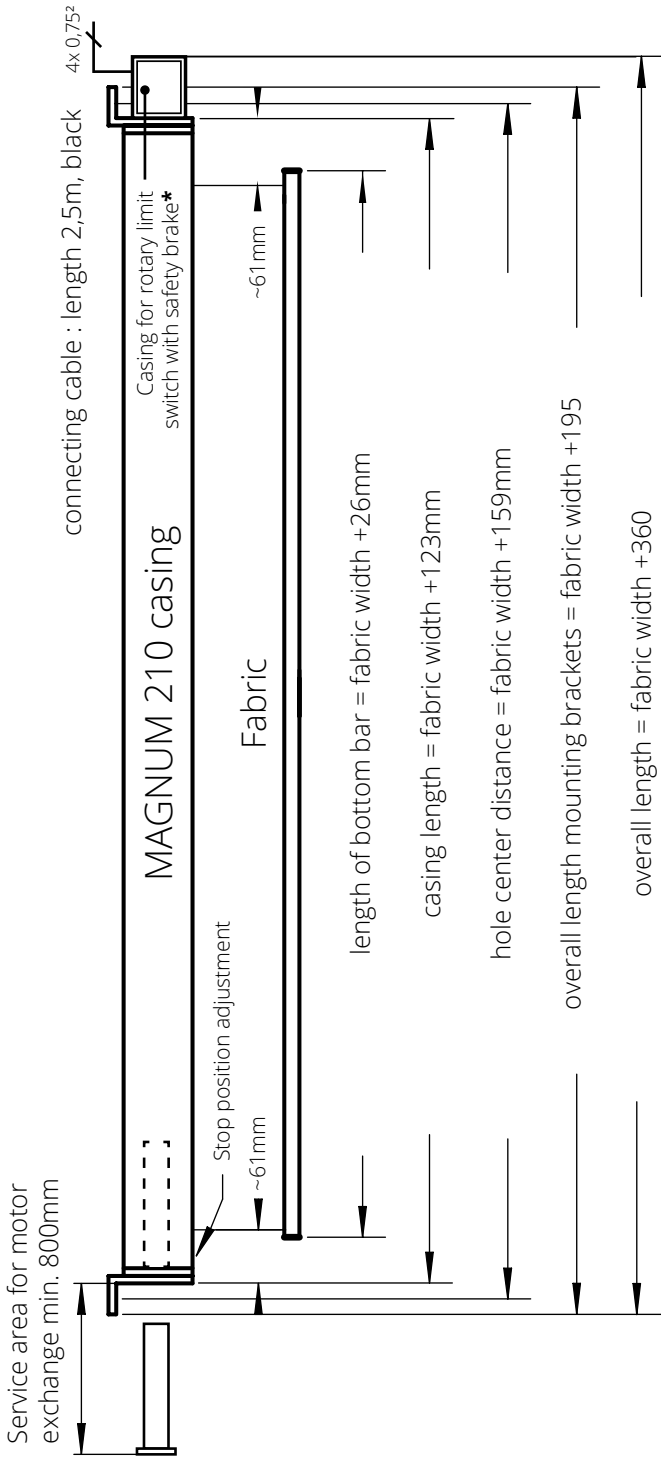 Service area for motor
exchange min. 800mm
connecting cable : length 2,5m, black
4x 0,75²
MAGNUM 210 casing
Casing for rotary limit
switch with safety brake*
Stop position adjustment
~61mm
~61mm
Fabric
length of bottom bar = fabric width +26mm
casing length = fabric width +123mm
hole center distance = fabric width +159mm
overall length mounting brackets = fabric width +195
overall length = fabric width +360